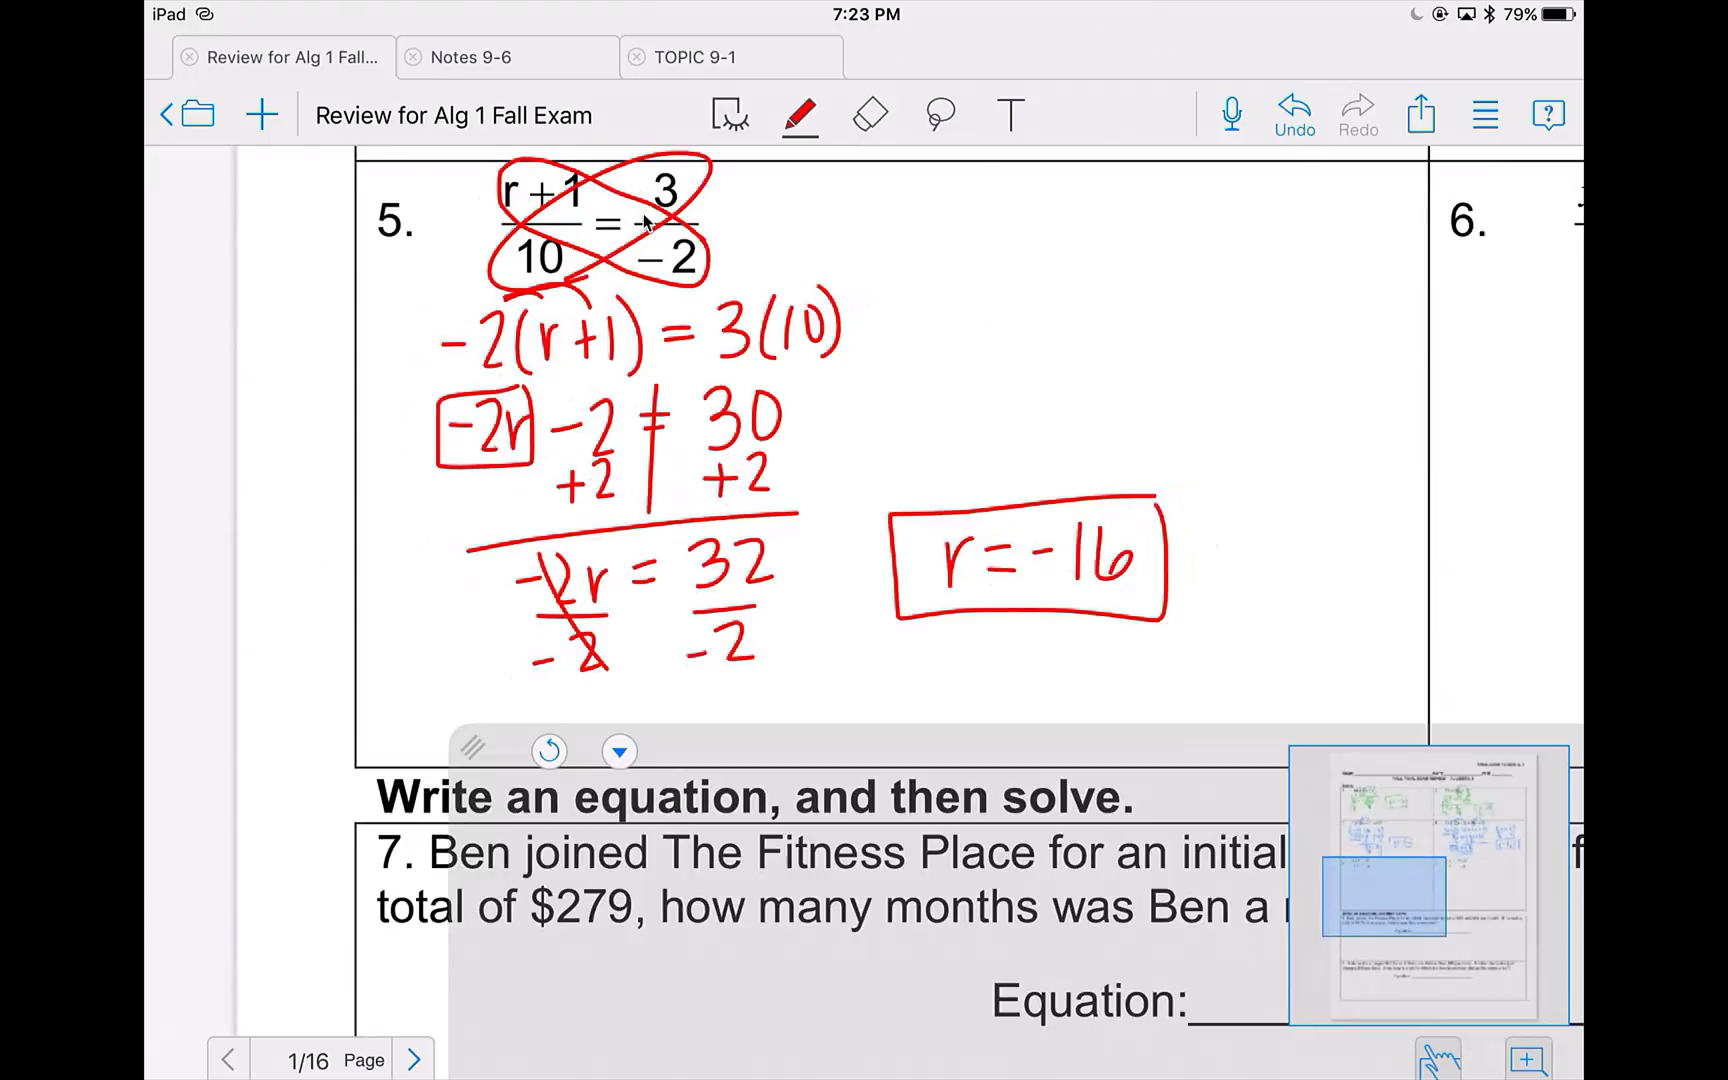 iPad 7:23 PM 79%
Review for Alg 1 Fall... Notes 9-6 TOPIC 9-1
Review for Alg 1 Fall Exam T Undo Redo
5. r + 1 / 10 = 3 / - 2
6.
-2(r+1) = 3(10)
-2r -2 = 30
+2 +2
-2r = 32
-2 -2
r = -16
Write an equation, and then solve.
7. Ben joined The Fitness Place for an initial f
total of $279, how many months was Ben a
Equation:
1/16 Page